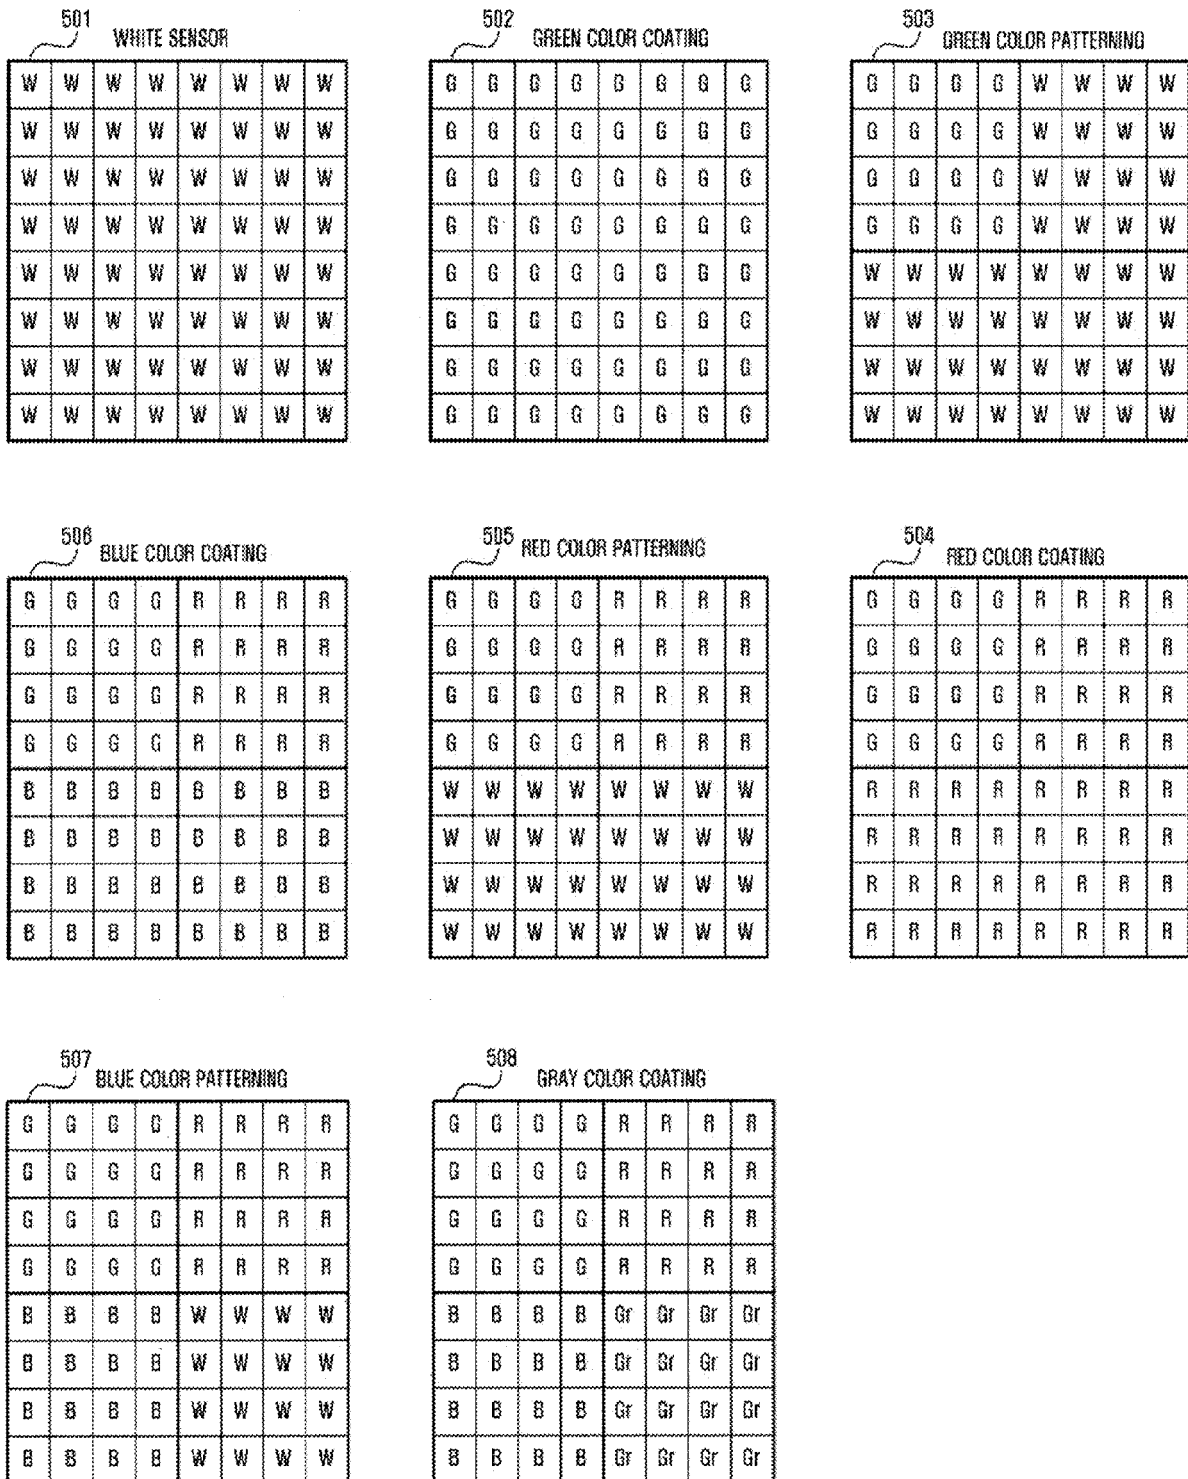 501 WHITE SENSOR
W W W W W W W W
W W W W W W W W
W W W W W W W W
W W W W W W W W
W W W W W W W W
W W W W W W W W
W W W W W W W W
W W W W W W W W
502 GREEN COLOR COATING
G G G G G G G G
G G G G G G G G
G G G G G G G G
G G G G G G G G
G G G G G G G G
G G G G G G G G
G G G G G G G G
G G G G G G G G
503 GREEN COLOR PATTERNING
G G G G W W W W
G G G G W W W W
G G G G W W W W
G G G G W W W W
W W W W W W W W
W W W W W W W W
W W W W W W W W
W W W W W W W W
506 BLUE COLOR COATING
G G G G R R R R
G G G G R R R R
G G G G R R R R
G G G G R R R R
B B B B B B B B
B B B B B B B B
B B B B B B B B
B B B B B B B B
505 RED COLOR PATTERNING
G G G G R R R R
G G G G R R R R
G G G G R R R R
G G G G R R R R
W W W W W W W W
W W W W W W W W
W W W W W W W W
W W W W W W W W
504 RED COLOR COATING
G G G G R R R R
G G G G R R R R
G G G G R R R R
G G G G R R R R
R R R R R R R R
R R R R R R R R
R R R R R R R R
R R R R R R R R
507 BLUE COLOR PATTERNING
G G G G R R R R
G G G G R R R R
G G G G R R R R
G G G G R R R R
B B B B W W W W
B B B B W W W W
B B B B W W W W
B B B B W W W W
508 GRAY COLOR COATING
G G G G R R R R
G G G G R R R R
G G G G R R R R
G G G G R R R R
B B B B Gr Gr Gr Gr
B B B B Gr Gr Gr Gr
B B B B Gr Gr Gr Gr
B B B B Gr Gr Gr Gr